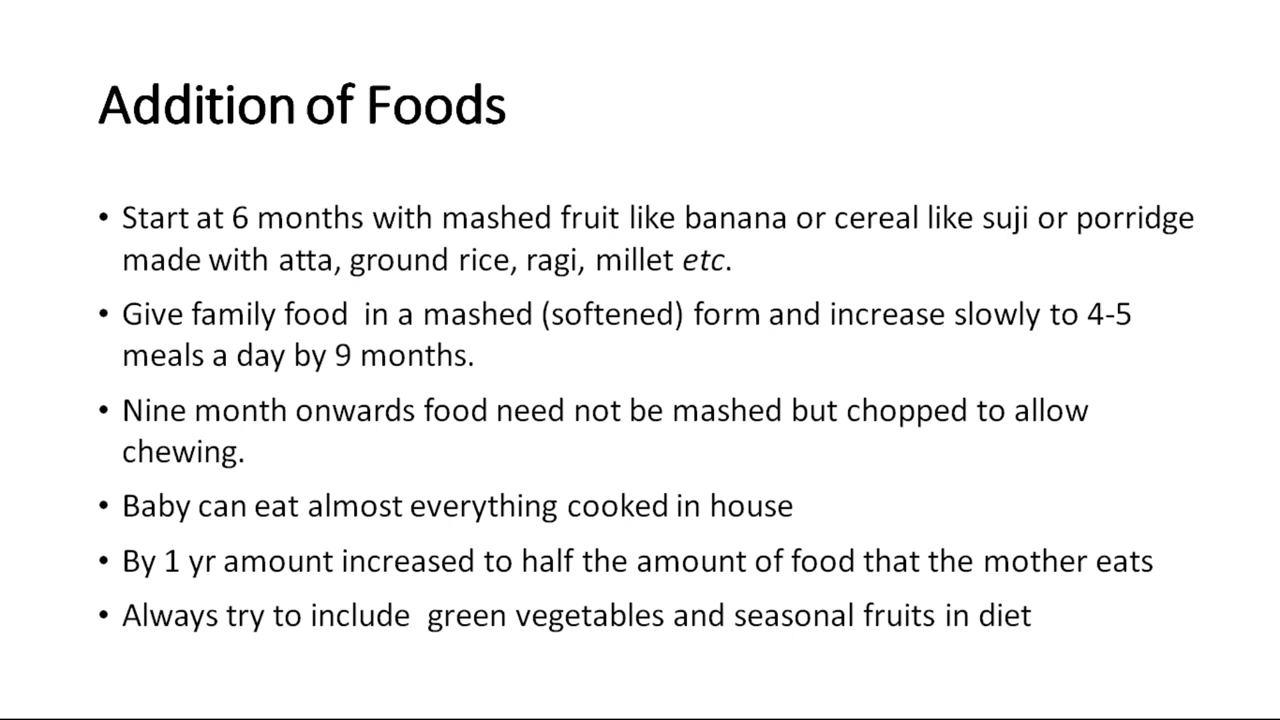 Addition of Foods
• Start at 6 months with mashed fruit like banana or cereal like suji or porridge
made with atta, ground rice, ragi, millet etc.
• Give family food  in a mashed (softened) form and increase slowly to 4-5
meals a day by 9 months.
• Nine month onwards food need not be mashed but chopped to allow
chewing.
• Baby can eat almost everything cooked in house
• By 1 yr amount increased to half the amount of food that the mother eats
• Always try to include  green vegetables and seasonal fruits in diet